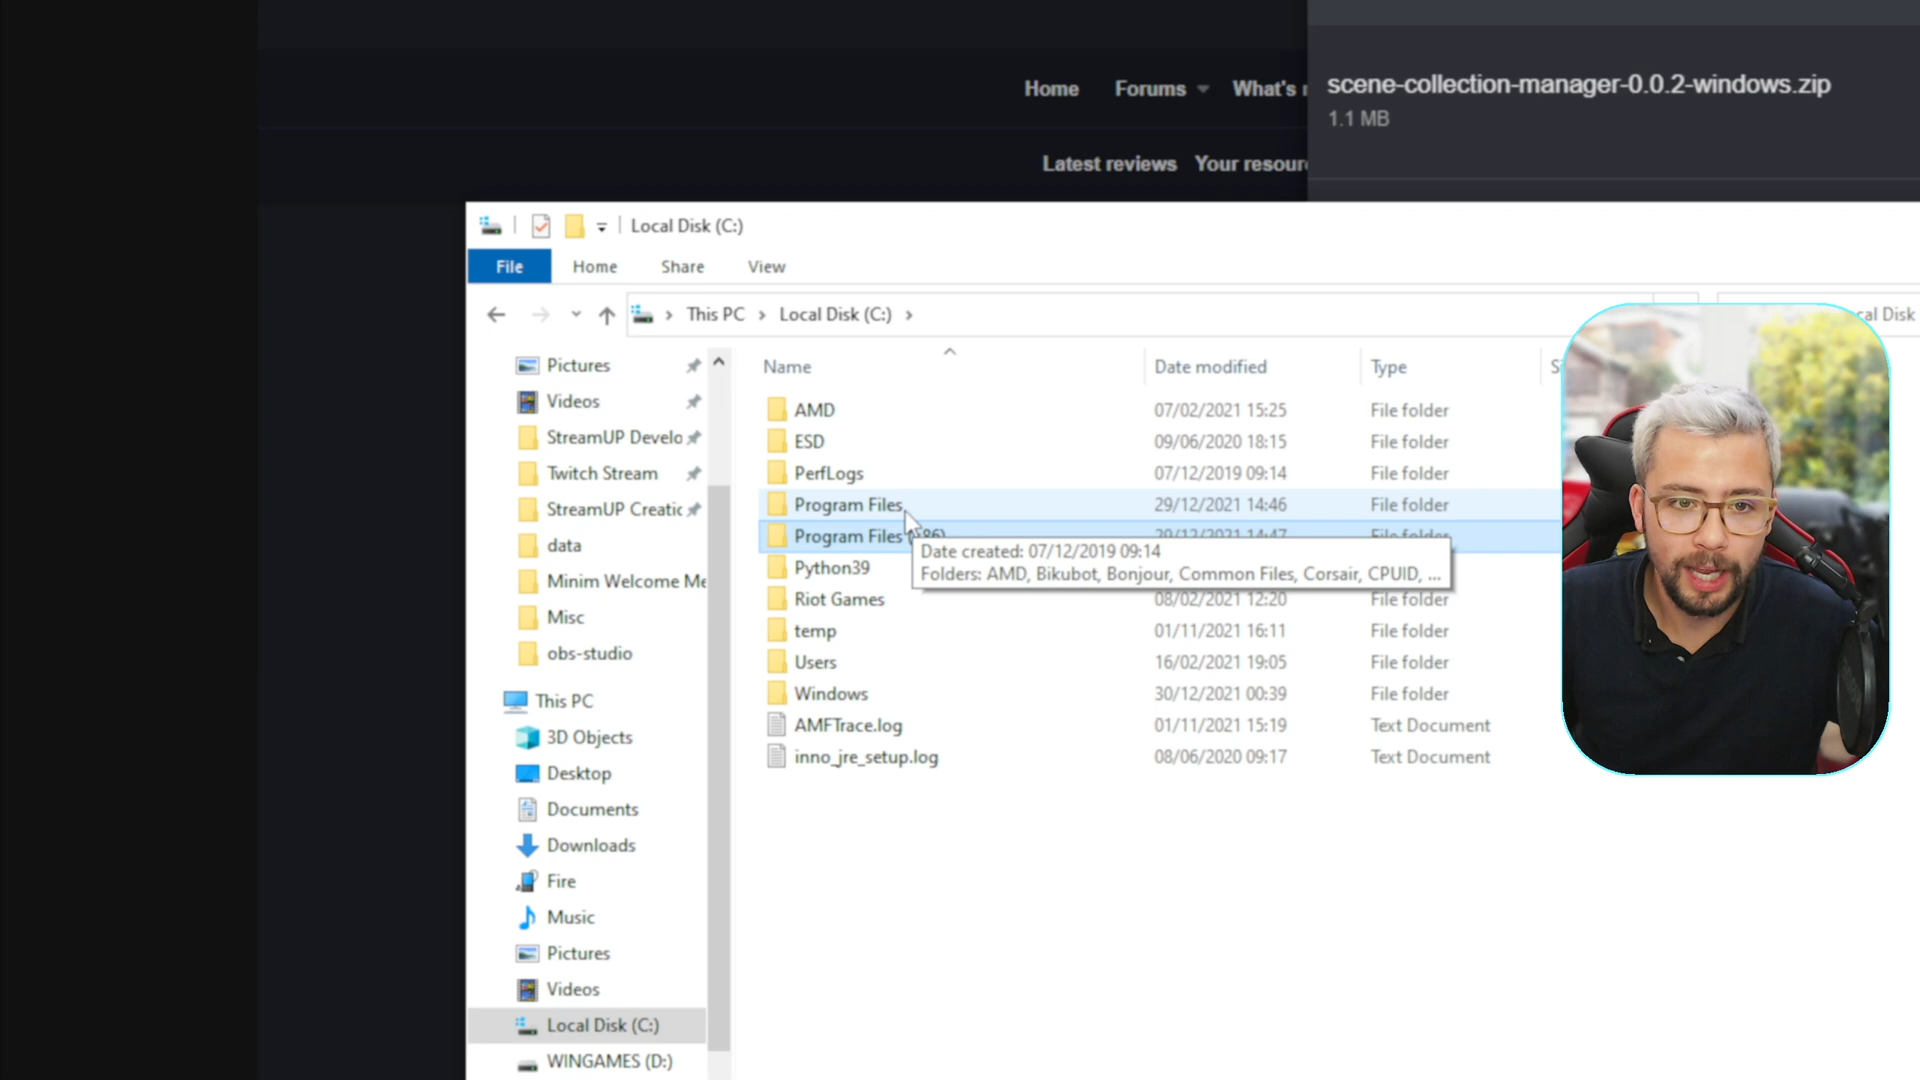 Home Forums What's
scene-collection-manager-0.0.2-windows.zip
1.1 MB
Latest reviews Your
Local Disk (C:)
File Home Share View
This PC > Local Disk (C:) >
Disk
Name Date modified Type
Pictures
Videos
StreamUP
Twitch Stream
StreamUP
data
Minim Welcome
Misc
obs-studio
This PC
3D Objects
Desktop
Documents
Downloads
Fire
Music
Pictures
Videos
Local Disk (C:)
WINGAMES (D:)
AMD 07/02/2021 15:25 File folder
ESD 09/06/2020 18:15 File folder
PerfLogs 07/12/2019 09:14 File folder
Program Files 29/12/2021 14:46 File folder
Program Files
Date created: 07/12/2019 09:14
Folders: AMD, Bikubot, Bonjour, Common Files, Corsair, CPUID, ...
Python39
Riot Games 08/02/2021 12:20 File folder
temp 01/11/2021 16:11 File folder
Users 16/02/2021 19:05 File folder
Windows 30/12/2021 00:39 File folder
AMFTrace.log 01/11/2021 15:19 Text Document
inno_jre_setup.log 08/06/2020 09:17 Text Document